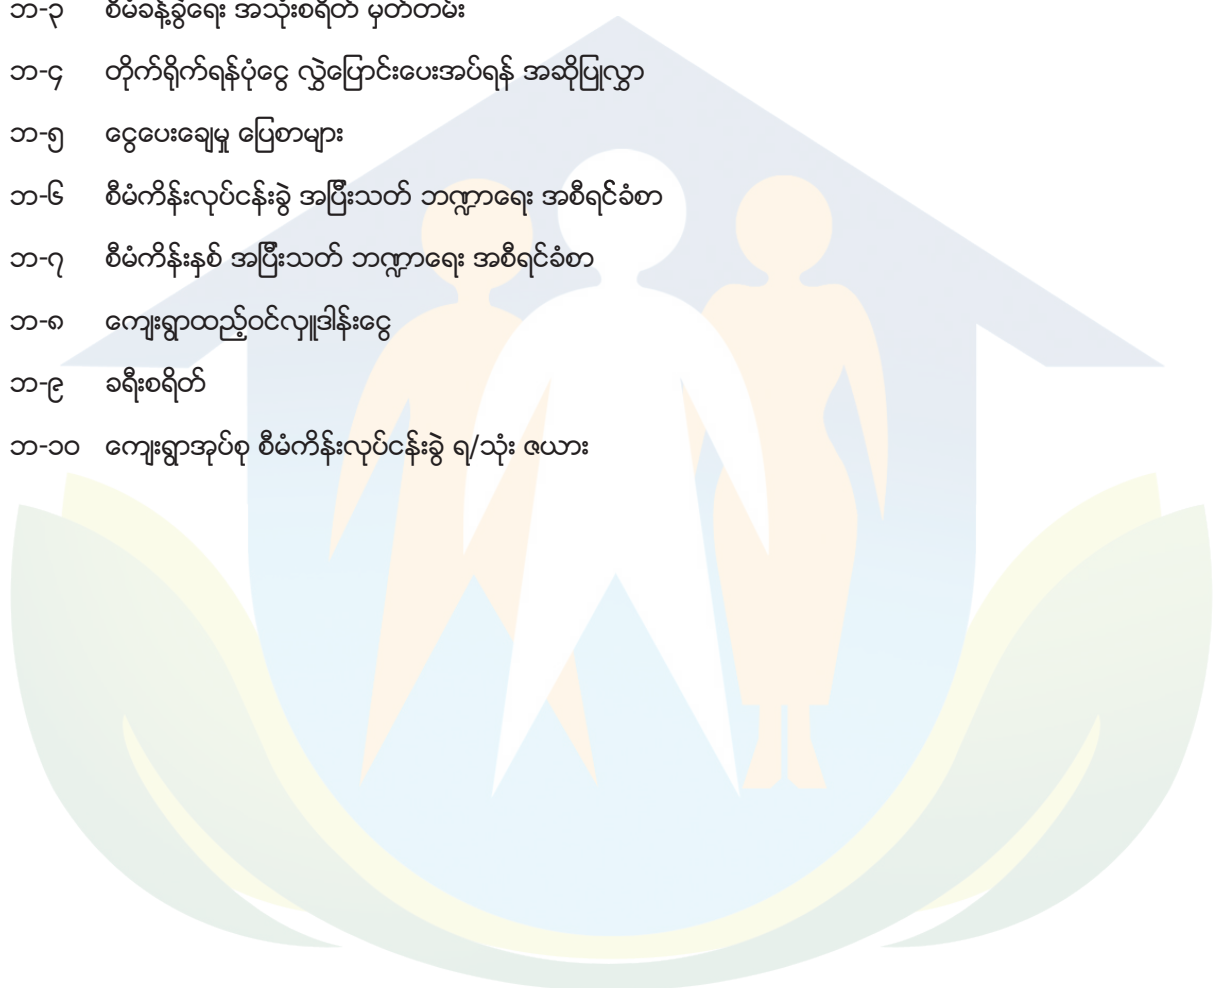 ဘ-၃ စီမံခန့်ခွဲရေး အသုံးစရိတ် မှတ်တမ်း
ဘ-၄ တိုက်ရိုက်ရန်ပုံငွေ လွှဲပြောင်းပေးအပ်ရန် အဆိုပြုလွှာ
ဘ-၅ ငွေပေးချေမှု ပြေစာများ
ဘ-၆ စီမံကိန်းလုပ်ငန်းခွဲ အပြီးသတ် ဘဏ္ဍာရေး အစီရင်ခံစာ
ဘ-၇ စီမံကိန်းနှစ် အပြီးသတ် ဘဏ္ဍာရေး အစီရင်ခံစာ
ဘ-၈ ကျေးရွာထည့်ဝင်လှူဒါန်းငွေ
ဘ-၉ ခရီးစရိတ်
ဘ-၁၀ ကျေးရွာအုပ်စု စီမံကိန်းလုပ်ငန်းခွဲ ရ/သုံး ဇယား